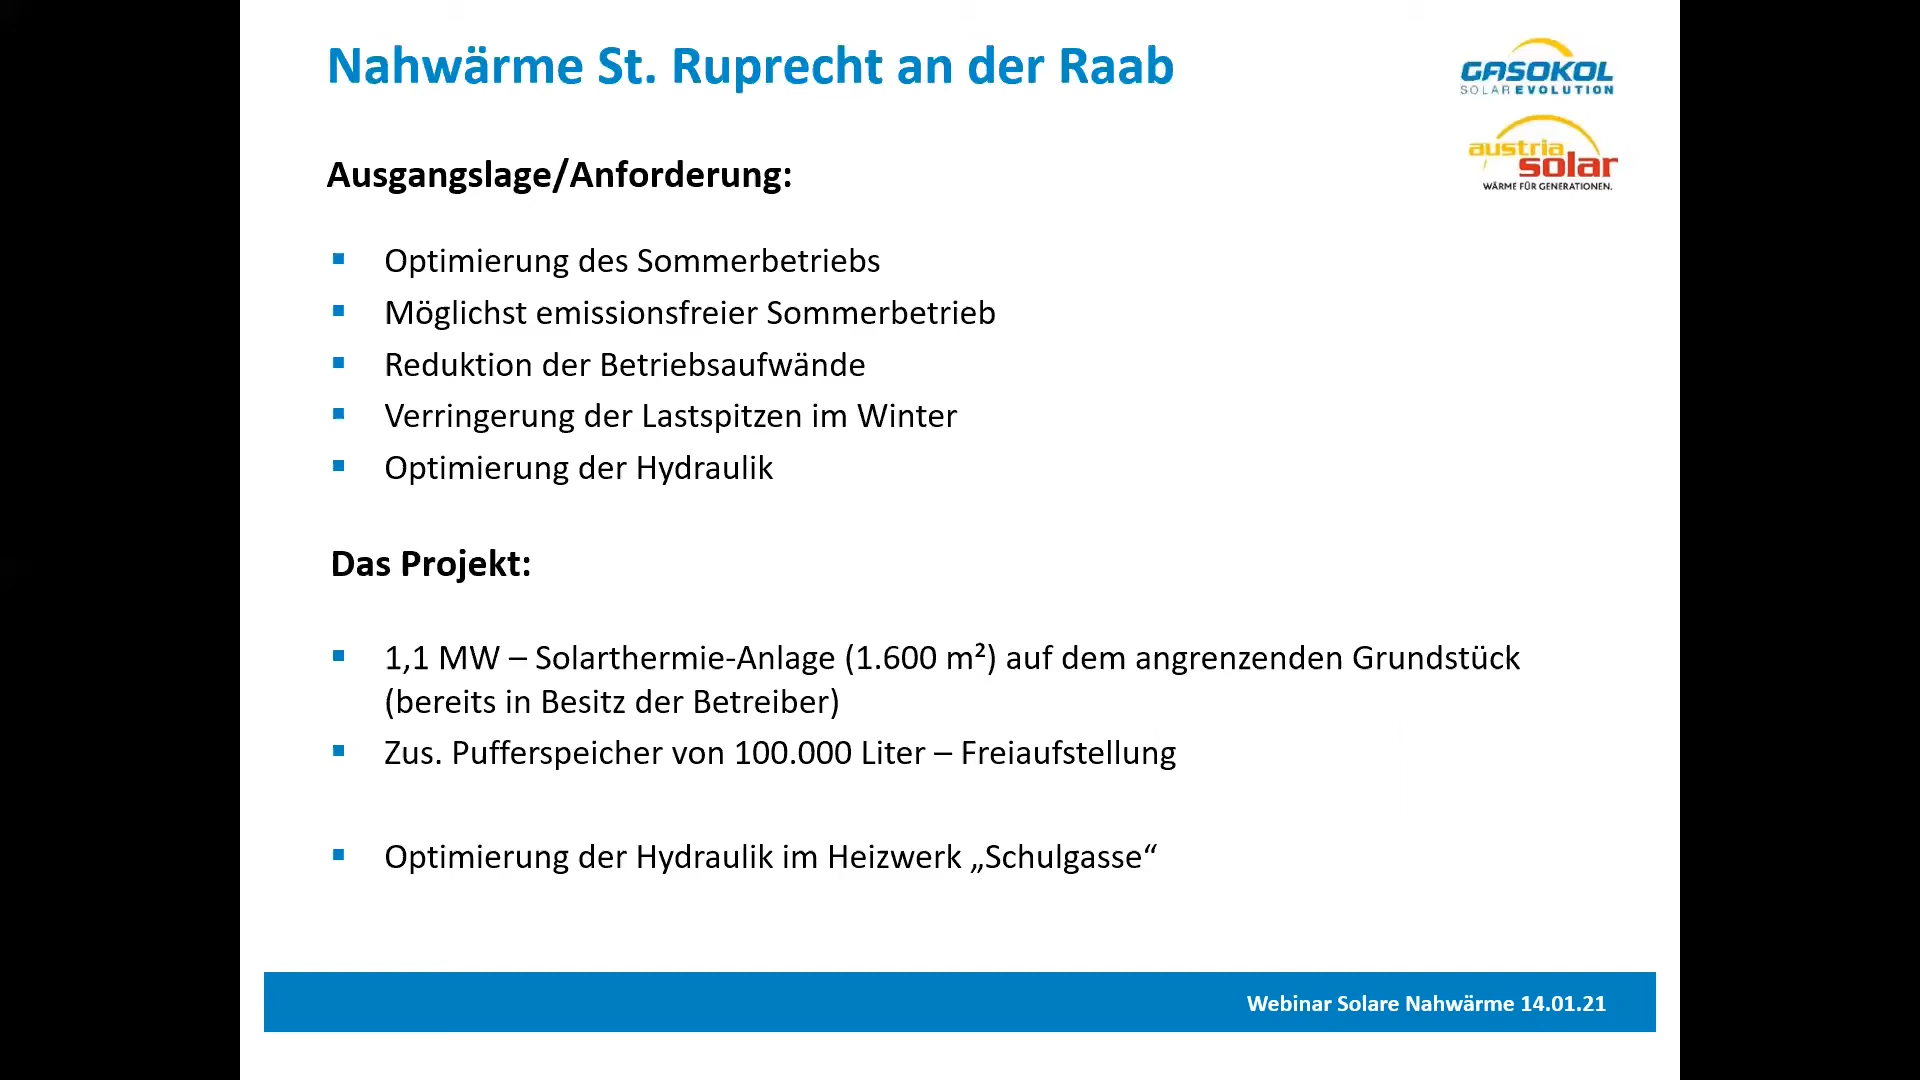 Nahwärme St. Ruprecht an der Raab
GASOKOL
SOLAREVOLUTION
austria
solar
WÄRME FÜR GENERATIONEN.
Ausgangslage/Anforderung:
▪ Optimierung des Sommerbetriebs
▪ Möglichst emissionsfreier Sommerbetrieb
▪ Reduktion der Betriebsaufwände
▪ Verringerung der Lastspitzen im Winter
▪ Optimierung der Hydraulik
Das Projekt:
▪ 1,1 MW – Solarthermie-Anlage (1.600 m²) auf dem angrenzenden Grundstück
(bereits in Besitz der Betreiber)
▪ Zus. Pufferspeicher von 100.000 Liter – Freiaufstellung
▪ Optimierung der Hydraulik im Heizwerk „Schulgasse“
Webinar Solare Nahwärme 14.01.21